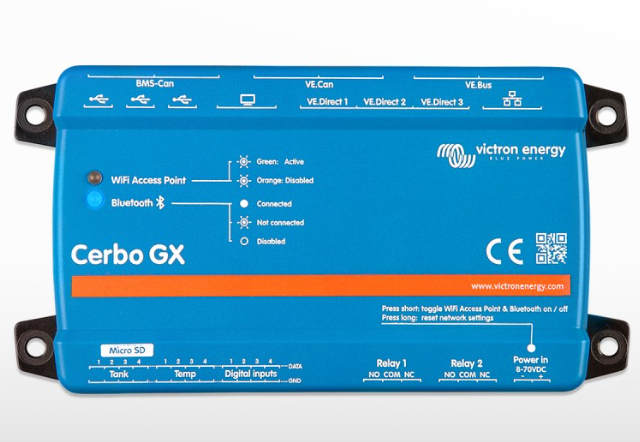 BMS-Can VE.Can VE.Bus
VE.Direct 1 VE.Direct 2 VE.Direct 3
victron energy
BLUE POWER
WiFi Access Point
Bluetooth
Green: Active
Orange: Disabled
Connected
Not connected
Disabled
Cerbo GX
CE
www.victronenergy.com
Press short: toggle WiFi Access Point & Bluetooth on / off
Press long: reset network settings
Micro SD
1 2 3 4 1 2 3 4 1 2 3 4 DATA
Tank Temp Digital inputs GND
Relay 1 Relay 2 Power in
NO COM NC NO COM NC 8-70VDC
- +